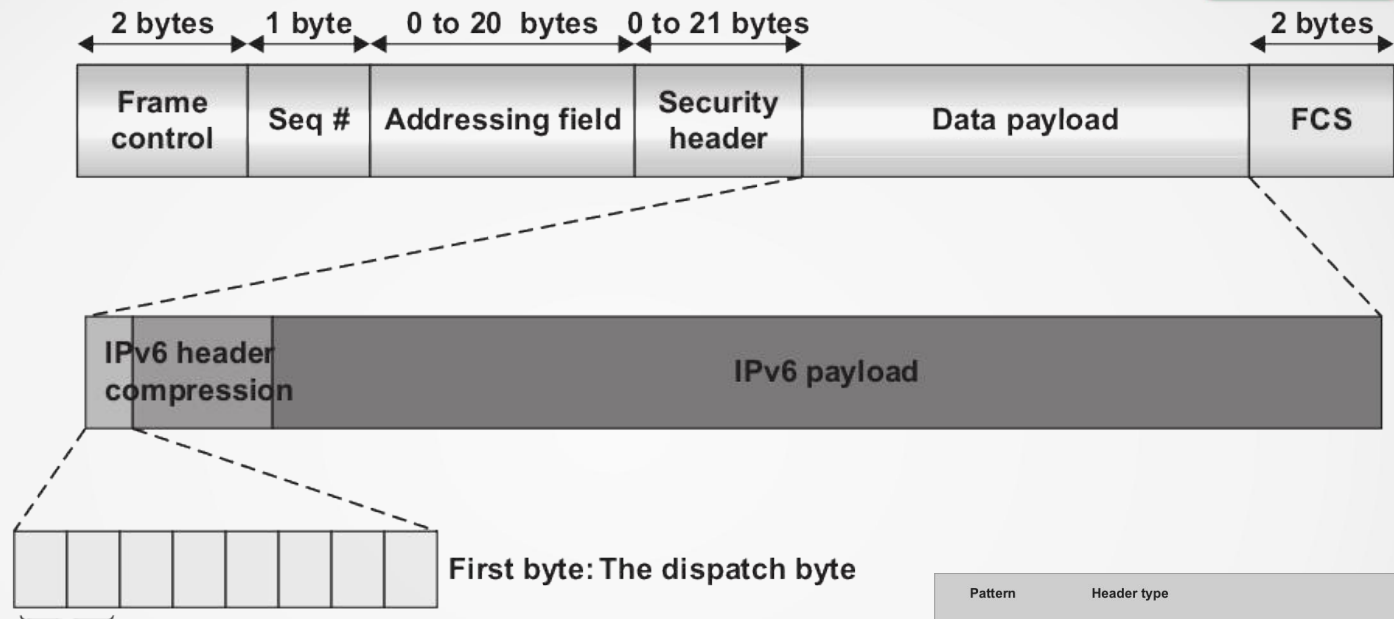 2 bytes
1 byte
0 to 20 bytes
0 to 21 bytes
2 bytes
Frame
control
Seq #
Addressing field
Security
header
Data payload
FCS
IPv6 header
compression
IPv6 payload
First byte: The dispatch byte
Pattern
Header type